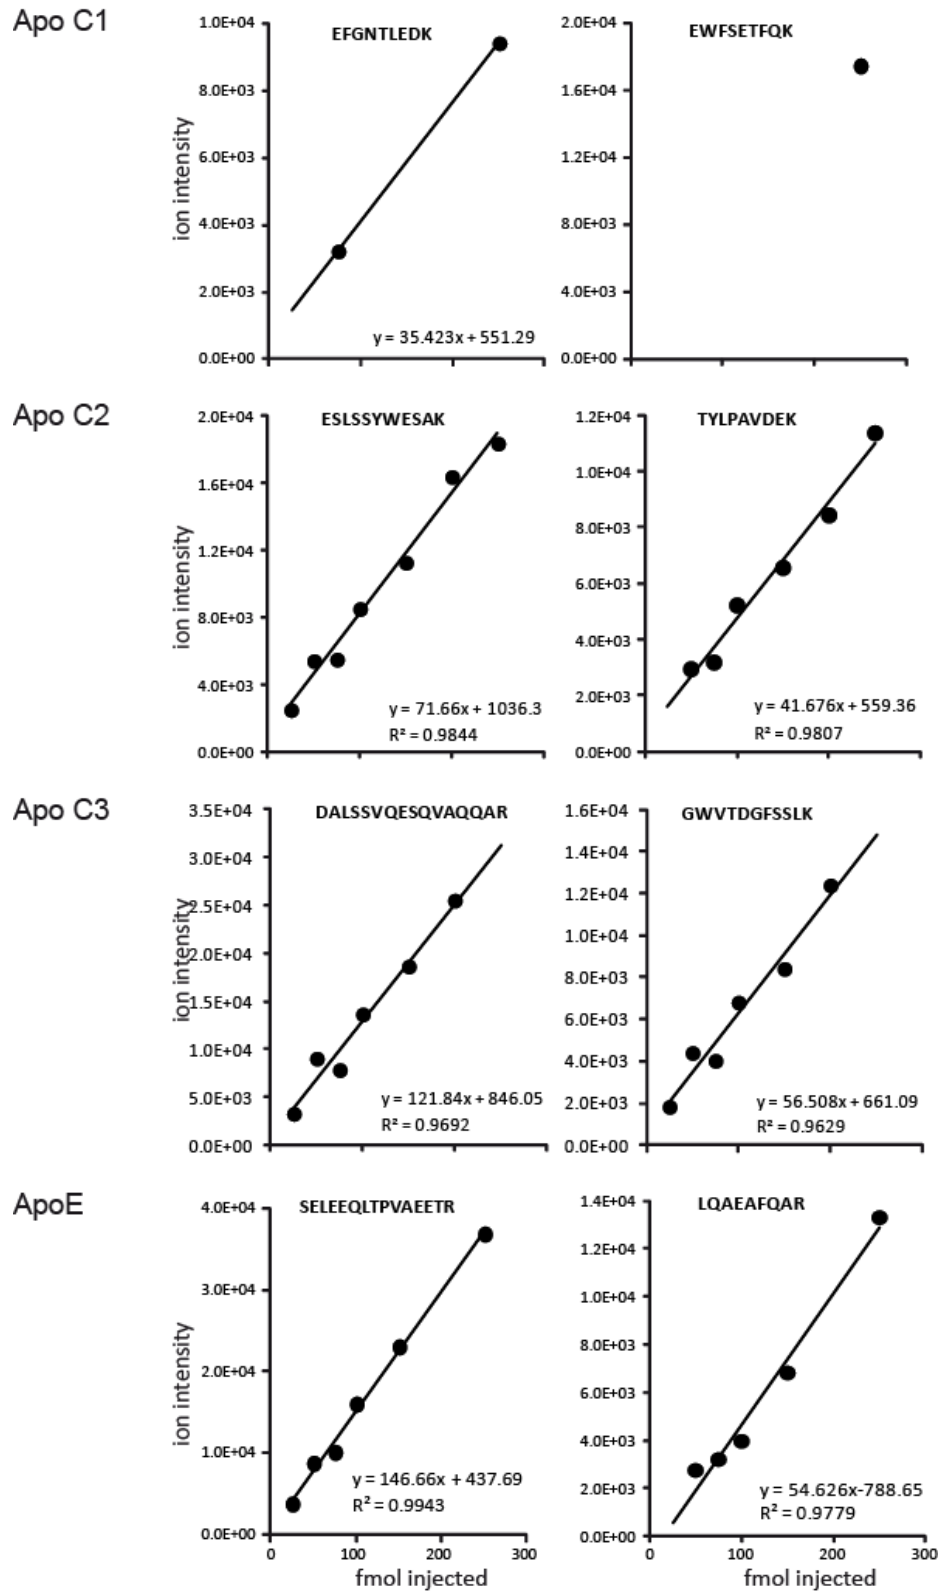 Apo C1
EFGNTLEDK
ion intensity
1.0E+04
8.0E+03
6.0E+03
4.0E+03
2.0E+03
0.0E+00
y = 35.423x + 551.29
EWFSETFQK
2.0E+04
1.6E+04
1.2E+04
8.0E+03
4.0E+03
0.0E+00
Apo C2
ESLSSYWESAK
ion intensity
2.0E+04
1.6E+04
1.2E+04
8.0E+03
4.0E+03
0.0E+00
y = 71.66x + 1036.3
R² = 0.9844
TYLPAVDEK
1.2E+04
1.0E+04
8.0E+03
6.0E+03
4.0E+03
2.0E+03
0.0E+00
y = 41.676x + 559.36
R² = 0.9807
Apo C3
DALSSVQESQVAQQAR
ion intensity
3.5E+04
3.0E+04
2.5E+04
2.0E+04
1.5E+04
1.0E+04
5.0E+03
0.0E+00
y = 121.84x + 846.05
R² = 0.9692
GWVTDGFSSLK
1.6E+04
1.4E+04
1.2E+04
1.0E+04
8.0E+03
6.0E+03
4.0E+03
2.0E+03
0.0E+00
y = 56.508x + 661.09
R² = 0.9629
ApoE
SELEEQLTPVAEETR
ion intensity
4.0E+04
3.0E+04
2.0E+04
1.0E+04
0.0E+00
y = 146.66x + 437.69
R² = 0.9943
0 100 200 300
fmol injected
LQAEAFQAR
1.4E+04
1.2E+04
1.0E+04
8.0E+03
6.0E+03
4.0E+03
2.0E+03
0.0E+00
y = 54.626x-788.65
R² = 0.9779
0 100 200 300
fmol injected